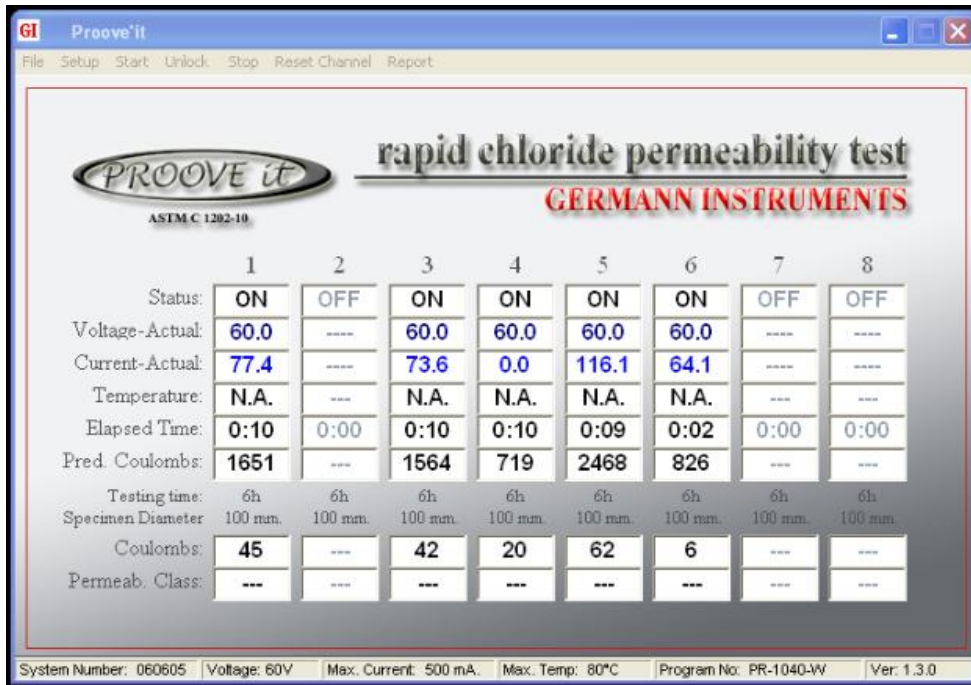 GI Proove'it
File Setup Start Unlock Stop Reset Channel Report
PROOVE it
rapid chloride permeability test
GERMANN INSTRUMENTS
ASTM C 1202-10
1 2 3 4 5 6 7 8
Status: ON OFF ON ON ON ON OFF OFF
Voltage-Actual: 60.0 ---- 60.0 60.0 60.0 60.0 ---- ----
Current-Actual: 77.4 ---- 73.6 0.0 116.1 64.1 ---- ----
Temperature: N.A. --- N.A. N.A. N.A. N.A. --- ---
Elapsed Time: 0:10 0:00 0:10 0:10 0:09 0:02 0:00 0:00
Pred. Coulombs: 1651 --- 1564 719 2468 826 --- ---
Testing time: 6h 6h 6h 6h 6h 6h 6h 6h
Specimen Diameter 100 mm. 100 mm. 100 mm. 100 mm. 100 mm. 100 mm. 100 mm. 100 mm.
Coulombs: 45 --- 42 20 62 6 --- ---
Permeab. Class: --- --- --- --- --- --- --- ---
System Number: 060605 Voltage: 60V Max. Current: 500 mA. Max. Temp: 80°C Program No: PR-1040-W Ver: 1.3.0